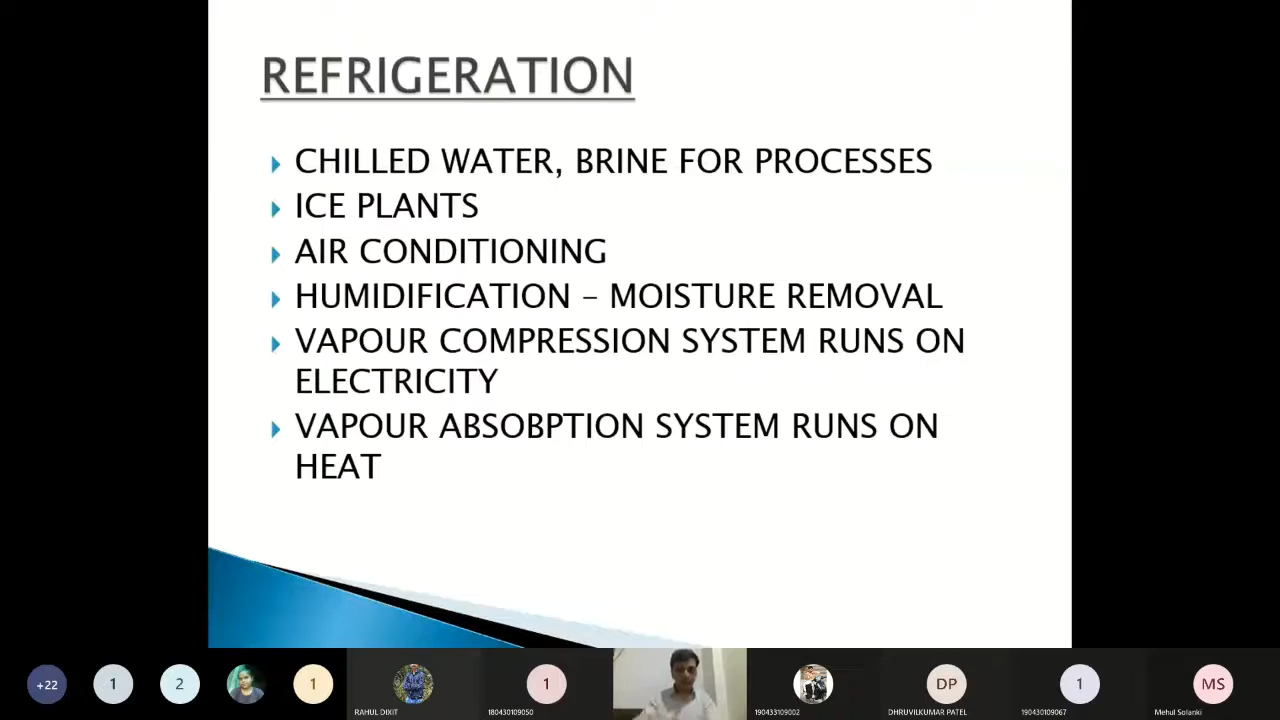 REFRIGERATION
CHILLED WATER, BRINE FOR PROCESSES
ICE PLANTS
AIR CONDITIONING
HUMIDIFICATION – MOISTURE REMOVAL
VAPOUR COMPRESSION SYSTEM RUNS ON
ELECTRICITY
VAPOUR ABSOBPTION SYSTEM RUNS ON
HEAT
+22 1 2 1 1 DP 1 MS
RAHUL DIXIT 180430109050 190433109002 DHRUVILKUMAR PATEL 190430109067 Mehul Solanki